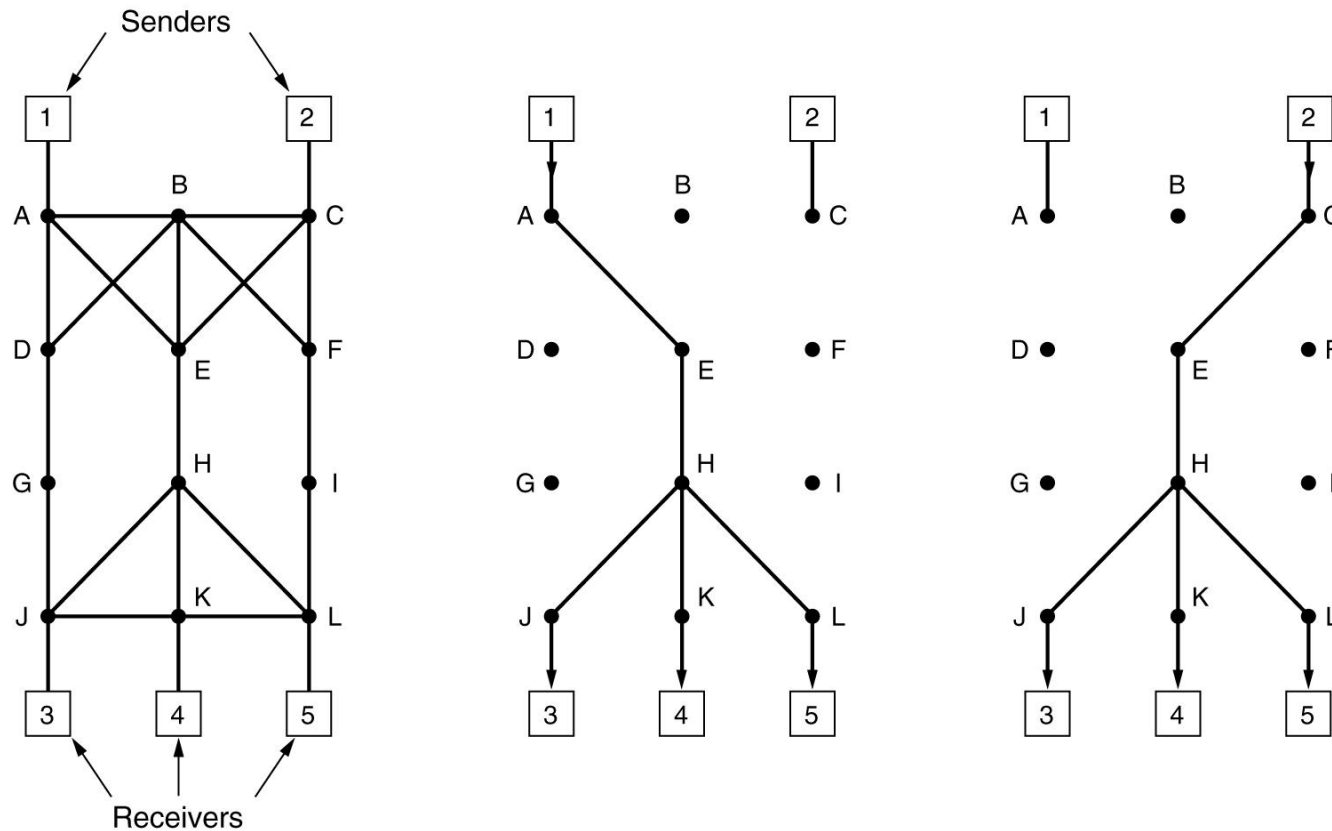 Senders
1 2 1 2 1 2
B B B
A C A C A
D F D F D
E E E
H H H
G I G I G
K K K
J L J L J
3 4 5 3 4 5 3 4 5
Receivers